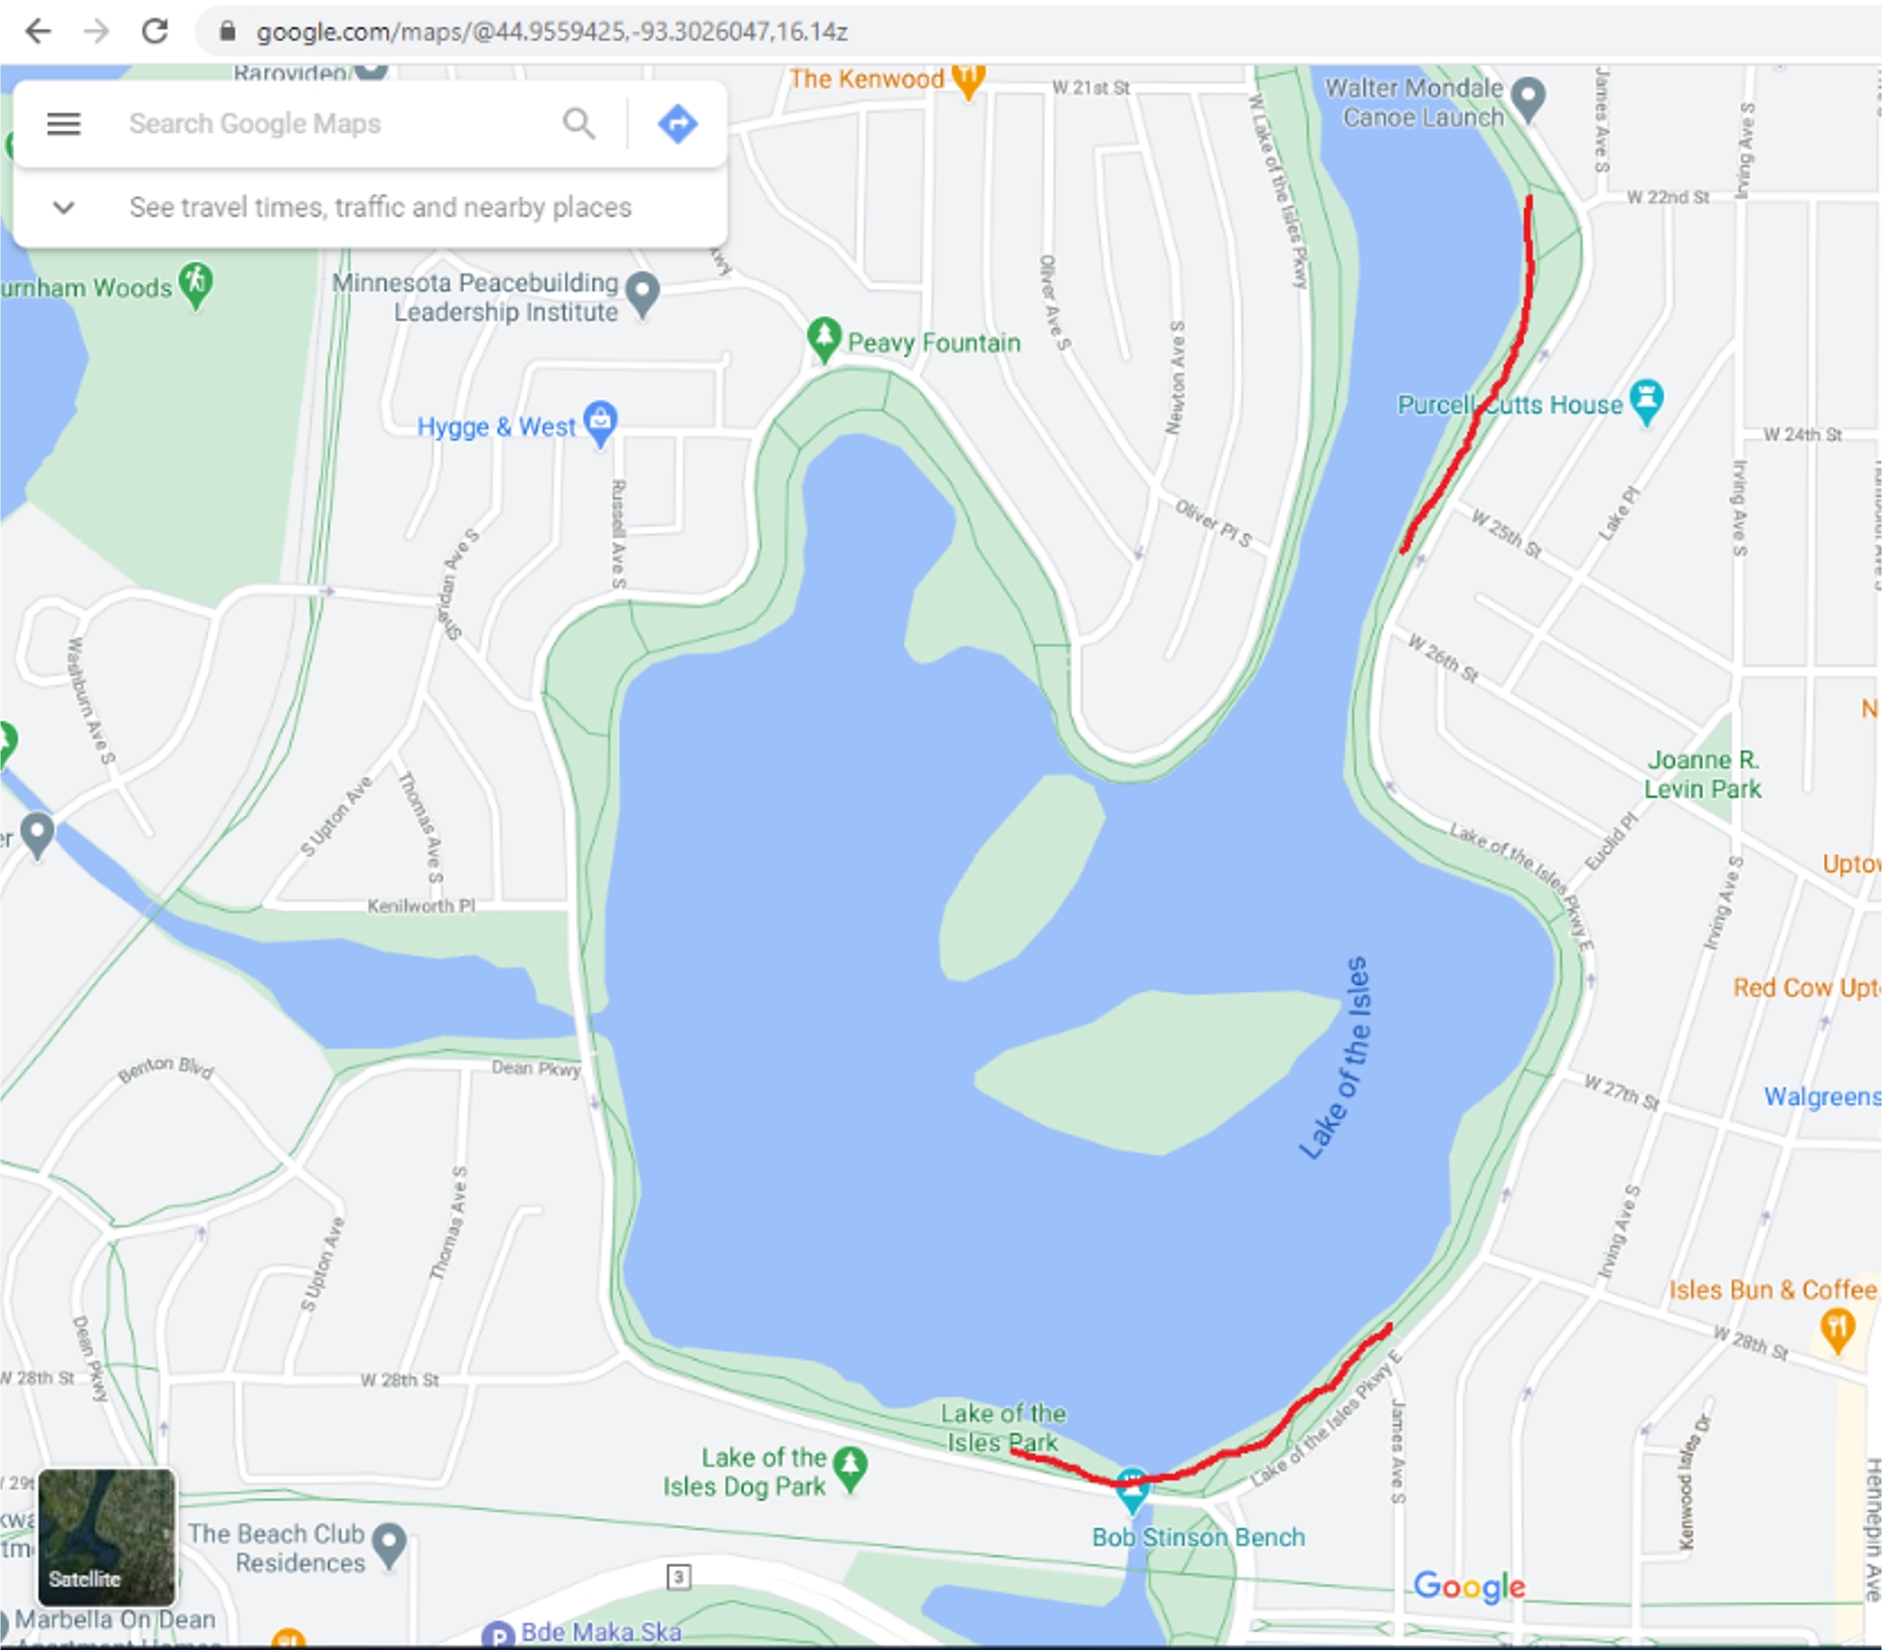 google.com/maps/@44.9559425,-93.3026047,16.14z
Rarovideo/
The Kenwood
W 21st St
Walter Mondale
Canoe Launch
James Ave S
Irving Ave S
Search Google Maps
W Lake of the Isles Pkwy
See travel times, traffic and nearby places
W 22nd St
urnham Woods
Minnesota Peacebuilding
Leadership Institute
kwy
Oliver Ave S
Peavy Fountain
Newton Ave S
Purcell-Cutts House
Hygge & West
W 24th St
Russell Ave S
Irving Ave S
Lake Pl
Oliver Pl S
W 25th St
Sheridan Ave S
W 26th St
Washburn Ave S
N
Joanne R.
Levin Park
S Upton Ave
Thomas Ave S
er
Lake of the Isles Pkwy E
Euclid Pl
Uptow
Kenilworth Pl
Irving Ave S
Red Cow Upt
Lake of the Isles
Benton Blvd
Dean Pkwy
W 27th St
Walgreens
Thomas Ave S
S Upton Ave
Irving Ave S
Isles Bun & Coffee
Dean Pkwy
W 28th St
W 28th St
W 28th St
Lake of the
Isles Park
Lake of the Isles Pkwy E
James Ave S
Kenwood Isles Dr
Lake of the
Isles Dog Park
Hennepin Ave
The Beach Club
Residences
Bob Stinson Bench
Satellite
3
Google
Marbella On Dean
Apartment Homes
P
Bde Maka Ska